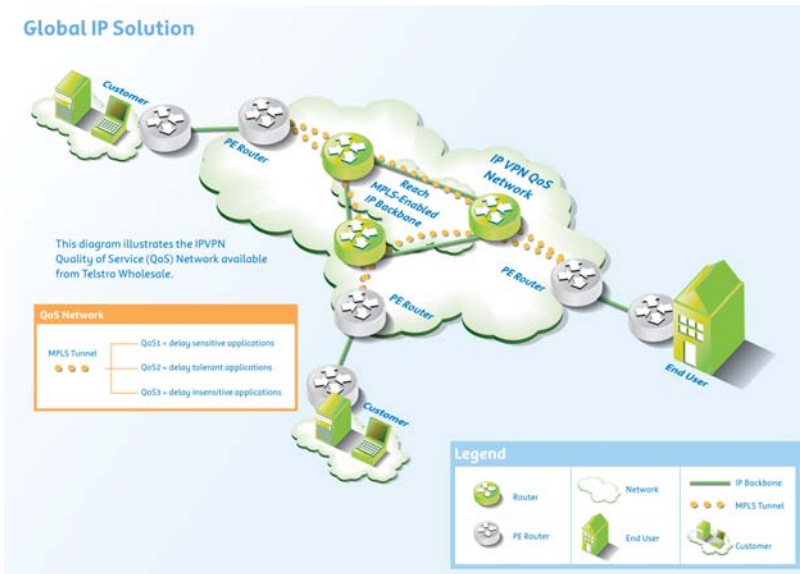 Global IP Solution
Customer
PE Router
IP VPN QoS
Network
Reach
MPLS-Enabled
IP Backbone
This diagram illustrates the IPVPN
Quality of Service (QoS) Network available
from Telstra Wholesale.
PE Router
PE Router
End User
QoS Network
MPLS Tunnel
QoS1 = delay sensitive applications
QoS2 = delay tolerant applications
QoS3 = delay insensitive applications
Customer
Legend
Router
PE Router
Network
End User
IP Backbone
MPLS Tunnel
Customer